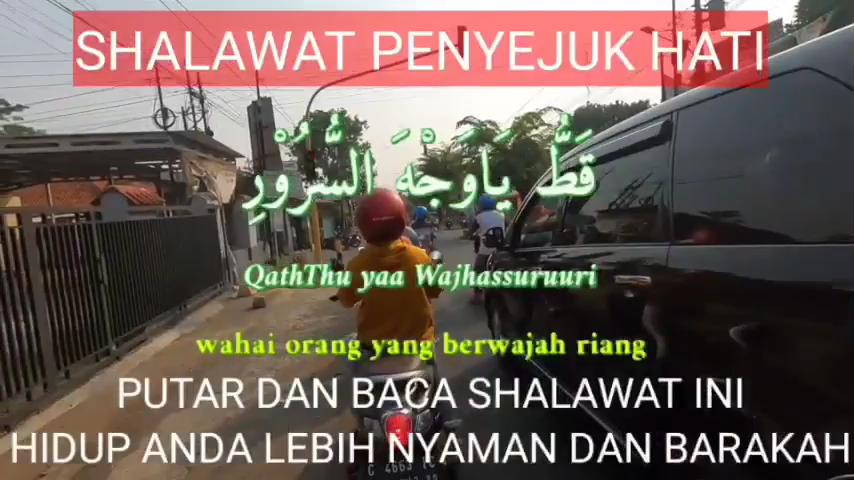 SHALAWAT PENYEJUK HATI
قَطُّ يَاوَجْهَ السُّرُوْرِ
QathThu yaa Wajhassuruuri
wahai orang yang berwajah riang
PUTAR DAN BACA SHALAWAT INI
HIDUP ANDA LEBIH NYAMAN DAN BARAKAH